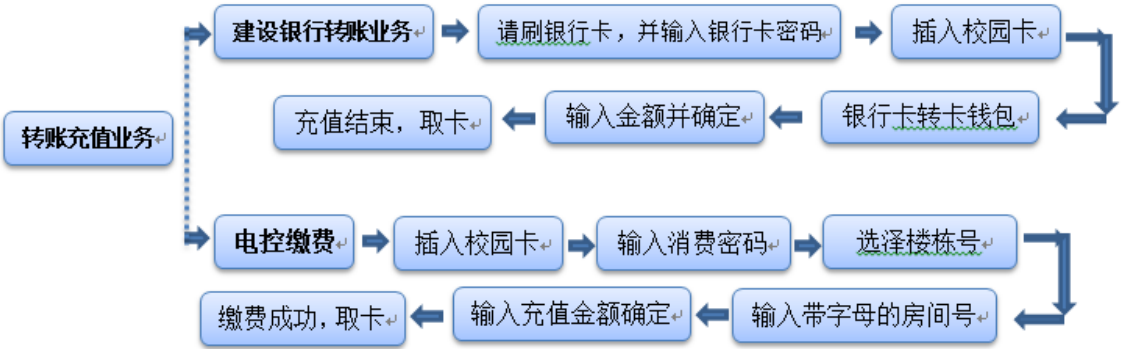 转账充值业务
建设银行转账业务
请刷银行卡，并输入银行卡密码
插入校园卡
银行卡转卡钱包
输入金额并确定
充值结束，取卡
电控缴费
插入校园卡
输入消费密码
选泽楼栋号
输入带字母的房间号
输入充值金额确定
缴费成功，取卡